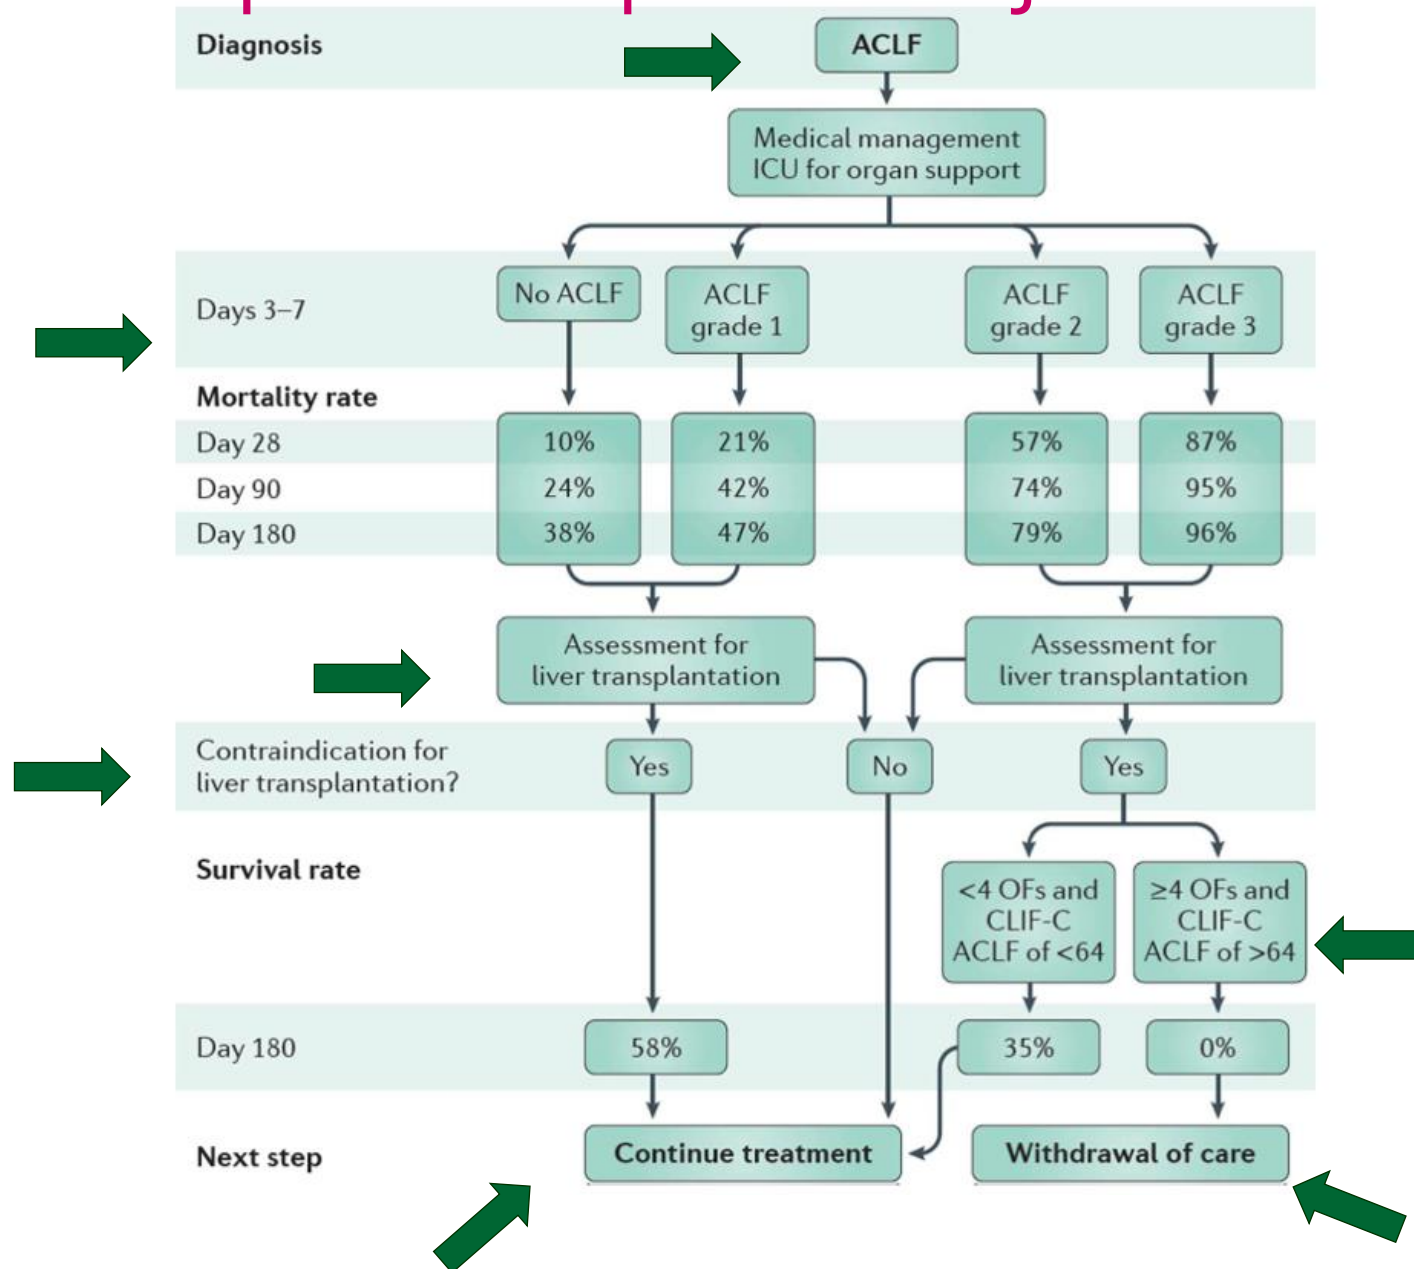 Diagnosis
ACLF
Medical management
ICU for organ support
Days 3–7
No ACLF
ACLF
grade 1
ACLF
grade 2
ACLF
grade 3
Mortality rate
Day 28
10%
21%
57%
87%
Day 90
24%
42%
74%
95%
Day 180
38%
47%
79%
96%
Assessment for
liver transplantation
Assessment for
liver transplantation
Contraindication for
liver transplantation?
Yes
No
Yes
Survival rate
<4 OFs and
CLIF-C
ACLF of <64
≥4 OFs and
CLIF-C
ACLF of >64
Day 180
58%
35%
0%
Next step
Continue treatment
Withdrawal of care